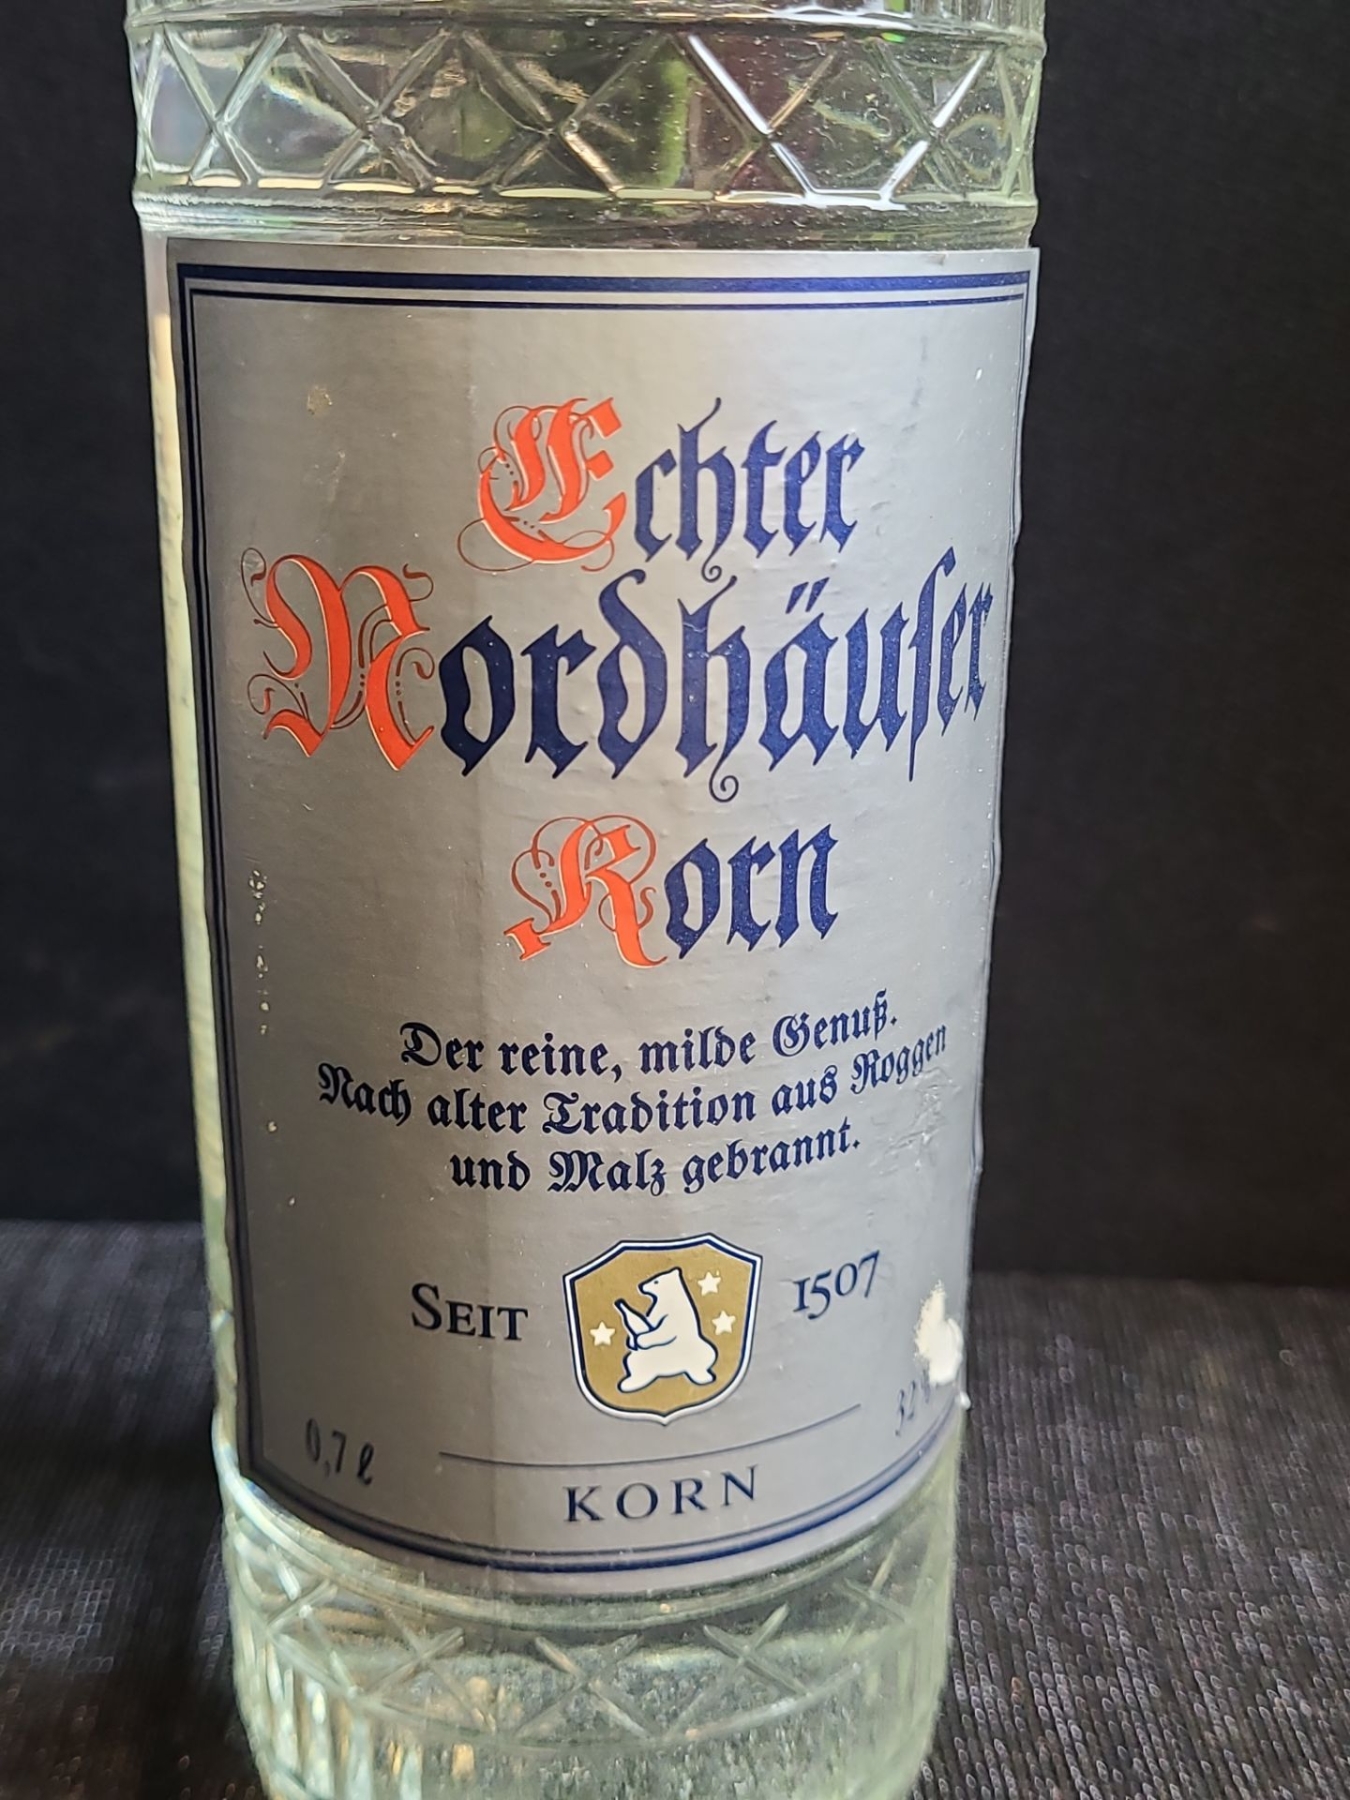 Echter
Nordhäuſer
Korn
Der reine, milde Genuß.
Nach alter Tradition aus Roggen
und Malz gebrannt.
SEIT 1507
0,7 ℓ 32%
KORN